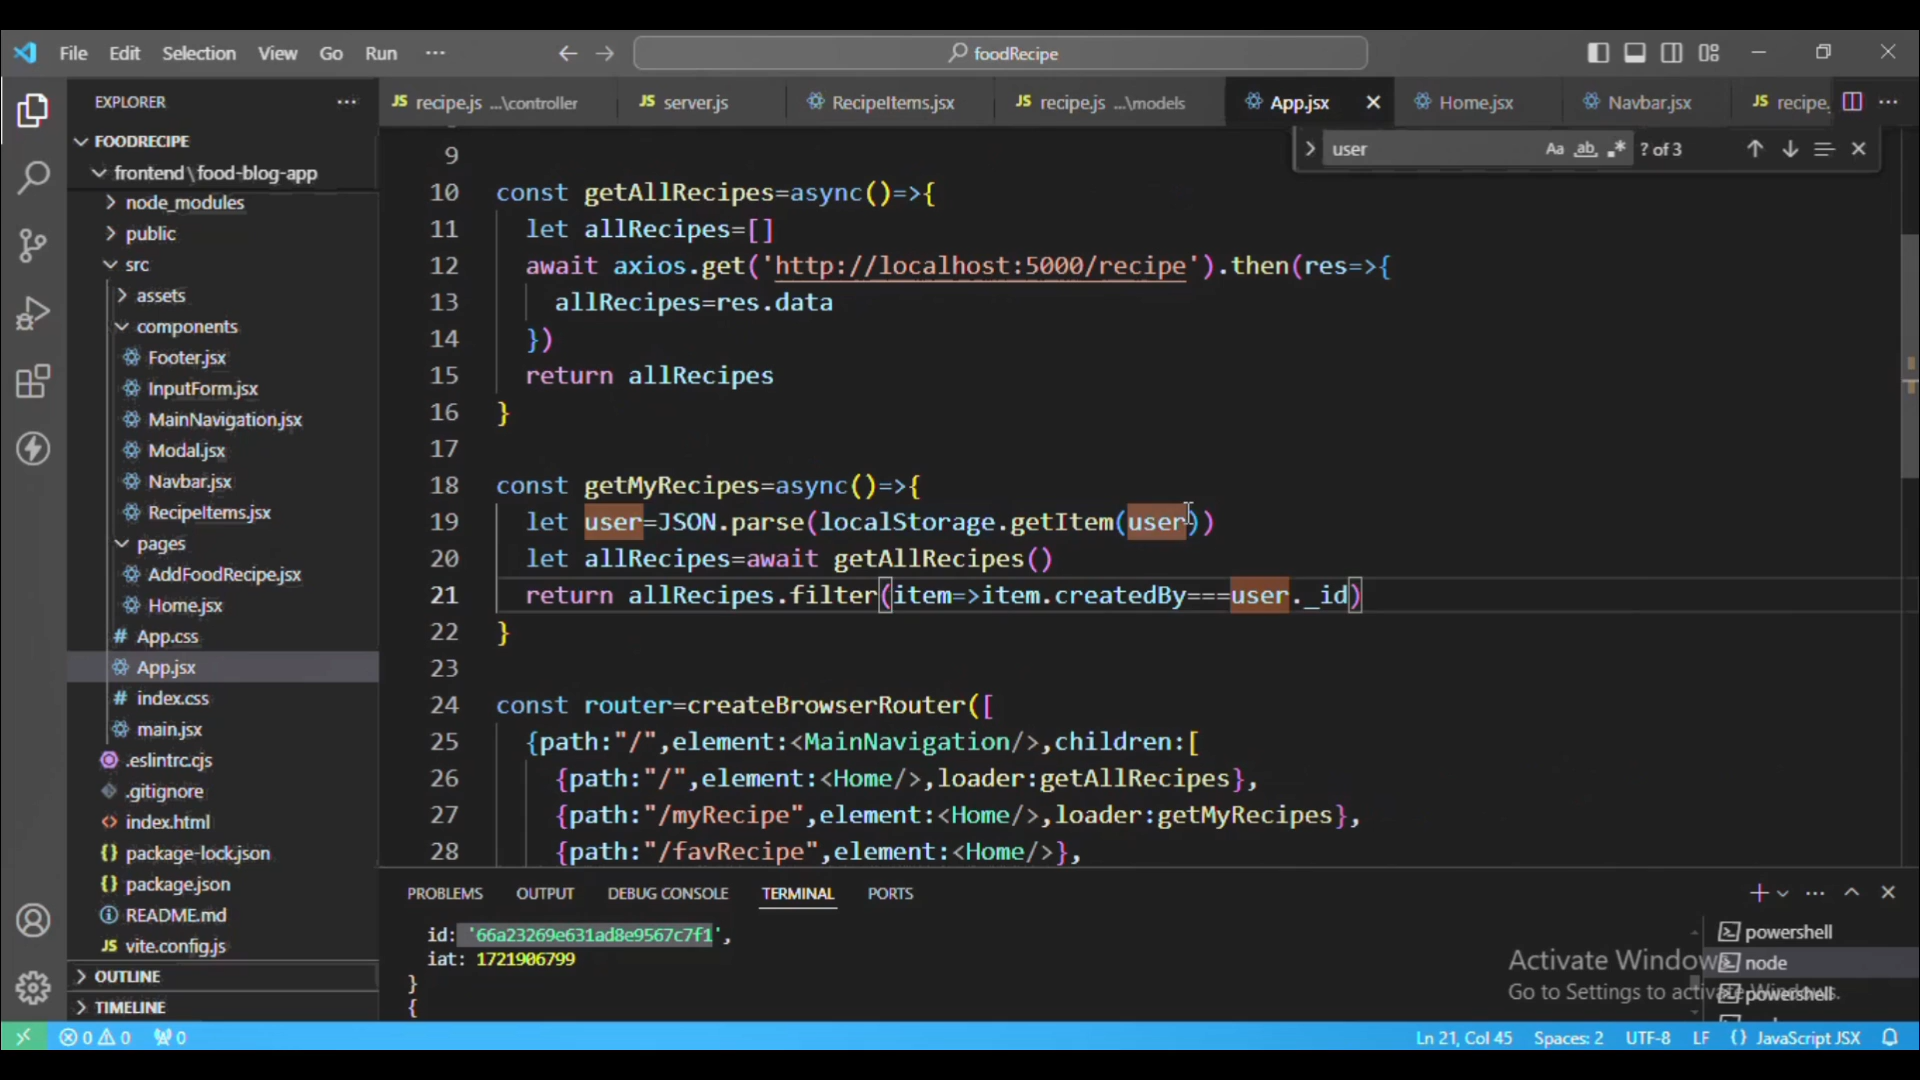 File Edit Selection View Go Run ··· foodRecipe
EXPLORER ···
FOODRECIPE
frontend\food-blog-app
node_modules
public
src
assets
components
Footer.jsx
InputForm.jsx
MainNavigation.jsx
Modal.jsx
Navbar.jsx
RecipeItems.jsx
pages
AddFoodRecipe.jsx
Home.jsx
# App.css
App.jsx
# index.css
main.jsx
.eslintrc.cjs
.gitignore
<> index.html
{} package-lock.json
{} package.json
README.md
JS vite.config.js
OUTLINE
TIMELINE
JS recipe.js ...\controller JS server.js RecipeItems.jsx JS recipe.js ...\models App.jsx Home.jsx Navbar.jsx JS recipe. ···
user Aa ab .* ? of 3
9
10 const getAllRecipes=async()=>{
11 let allRecipes=[]
12 await axios.get('http://localhost:5000/recipe').then(res=>{
13 allRecipes=res.data
14 })
15 return allRecipes
16 }
17
18 const getMyRecipes=async()=>{
19 let user=JSON.parse(localStorage.getItem(user))
20 let allRecipes=await getAllRecipes()
21 return allRecipes.filter(item=>item.createdBy===user._id)
22 }
23
24 const router=createBrowserRouter([
25 {path:"/",element:<MainNavigation/>,children:[
26 {path:"/",element:<Home/>,loader:getAllRecipes},
27 {path:"/myRecipe",element:<Home/>,loader:getMyRecipes},
28 {path:"/favRecipe",element:<Home/>},
PROBLEMS OUTPUT DEBUG CONSOLE TERMINAL PORTS
id: '66a23269e631ad8e9567c7f1',
iat: 1721906799
}
{
powershell
node
powershell
Activate Windows
Go to Settings to activate Windows.
0 0 0 Ln 21, Col 45 Spaces: 2 UTF-8 LF {} JavaScript JSX